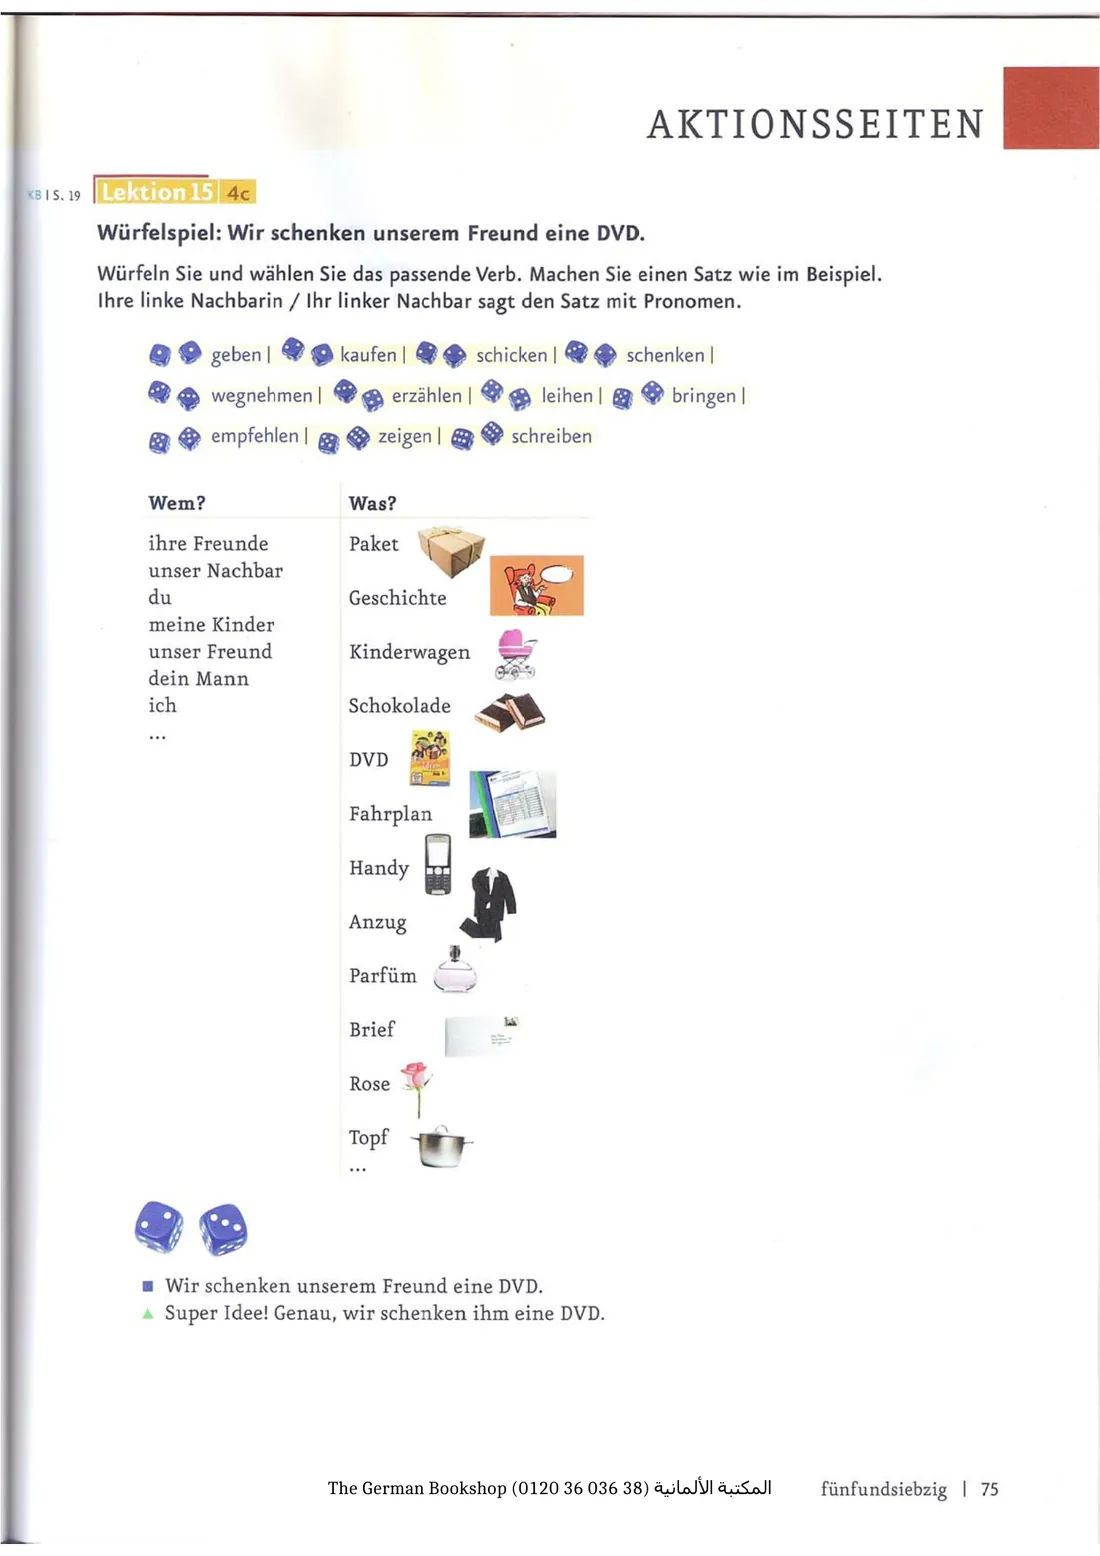 AKTIONSSEITEN
KB | S. 19 Lektion 15 4c
Würfelspiel: Wir schenken unserem Freund eine DVD.
Würfeln Sie und wählen Sie das passende Verb. Machen Sie einen Satz wie im Beispiel.
Ihre linke Nachbarin / Ihr linker Nachbar sagt den Satz mit Pronomen.
geben | kaufen | schicken | schenken |
wegnehmen | erzählen | leihen | bringen |
empfehlen | zeigen | schreiben
Wem?
ihre Freunde
unser Nachbar
du
meine Kinder
unser Freund
dein Mann
ich
...
Was?
Paket
Geschichte
Kinderwagen
Schokolade
DVD
Fahrplan
Handy
Anzug
Parfüm
Brief
Rose
Topf
...
■ Wir schenken unserem Freund eine DVD.
▲ Super Idee! Genau, wir schenken ihm eine DVD.
The German Bookshop (0120 36 036 38) المكتبة الألمانية
fünfundsiebzig | 75